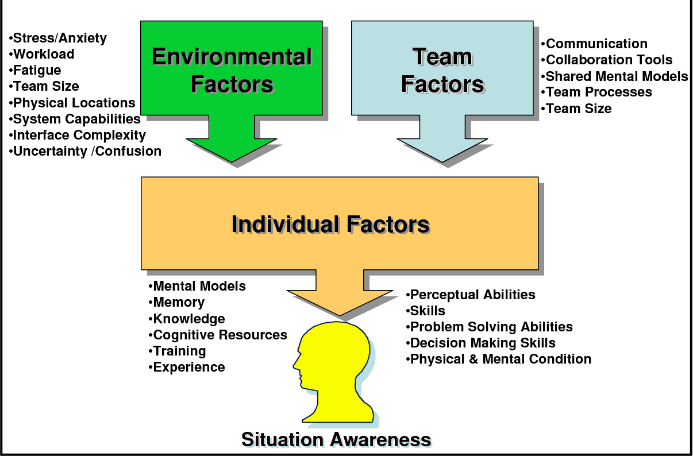 •Stress/Anxiety
•Workload
•Fatigue
•Team Size
•Physical Locations
•System Capabilities
•Interface Complexity
•Uncertainty /Confusion
Environmental
Factors
Team
Factors
•Communication
•Collaboration Tools
•Shared Mental Models
•Team Processes
•Team Size
Individual Factors
•Mental Models
•Memory
•Knowledge
•Cognitive Resources
•Training
•Experience
•Perceptual Abilities
•Skills
•Problem Solving Abilities
•Decision Making Skills
•Physical & Mental Condition
Situation Awareness